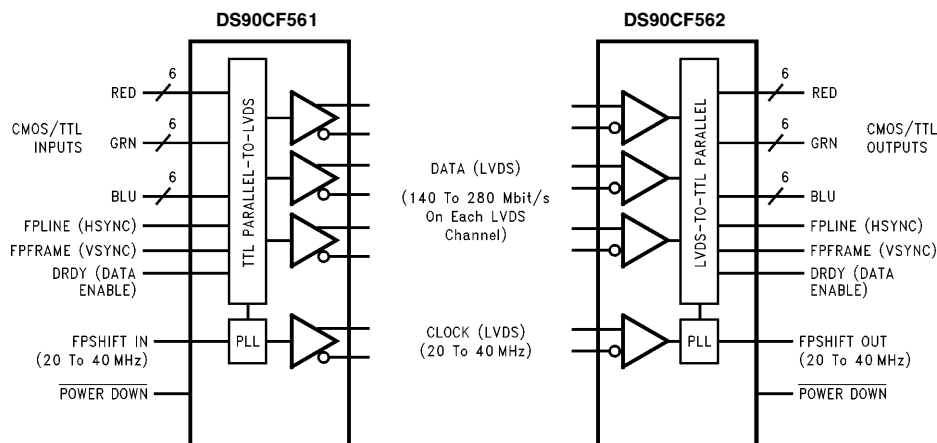 DS90CF561
DS90CF562
6
RED
CMOS/TTL
INPUTS
6
GRN
6
BLU
FPLINE (HSYNC)
FPFRAME (VSYNC)
DRDY (DATA
ENABLE)
FPSHIFT IN
(20 To 40 MHz)
POWER DOWN
TTL PARALLEL-TO-LVDS
PLL
DATA (LVDS)
(140 To 280 Mbit/s
On Each LVDS
Channel)
CLOCK (LVDS)
(20 To 40 MHz)
LVDS-TO-TTL PARALLEL
PLL
6
RED
6
GRN
CMOS/TTL
OUTPUTS
6
BLU
FPLINE (HSYNC)
FPFRAME (VSYNC)
DRDY (DATA
ENABLE)
FPSHIFT OUT
(20 To 40 MHz)
POWER DOWN